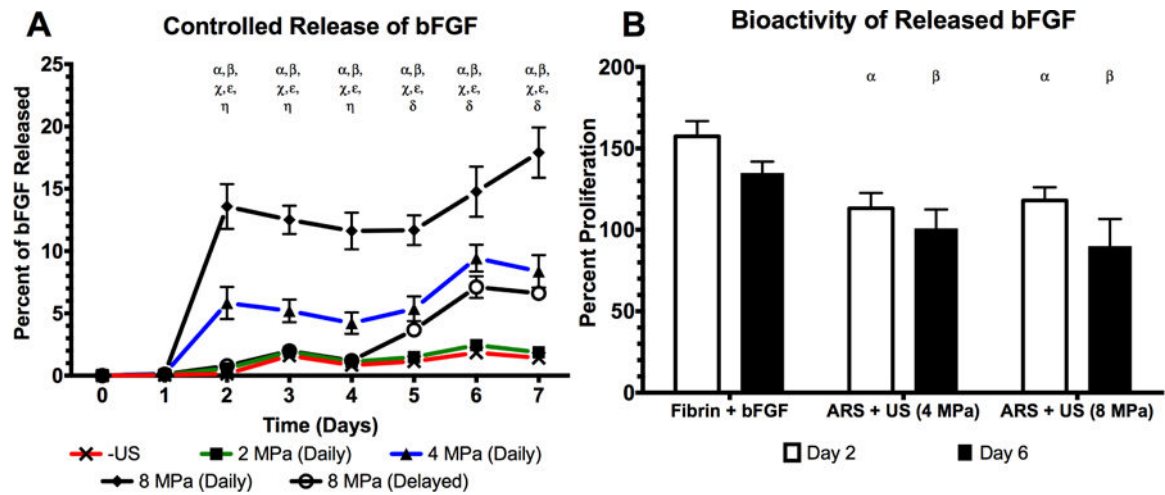 A
Controlled Release of bFGF
25
20
15
10
5
0
Percent of bFGF Released
α,β, α,β, α,β, α,β, α,β, α,β,
χ,ε, χ,ε, χ,ε, χ,ε, χ,ε, χ,ε,
η η η δ δ δ
0 1 2 3 4 5 6 7
Time (Days)
-US 2 MPa (Daily) 4 MPa (Daily)
8 MPa (Daily) 8 MPa (Delayed)
B
Bioactivity of Released bFGF
200
150
100
50
0
Percent Proliferation
α β α β
Fibrin + bFGF ARS + US (4 MPa) ARS + US (8 MPa)
Day 2 Day 6